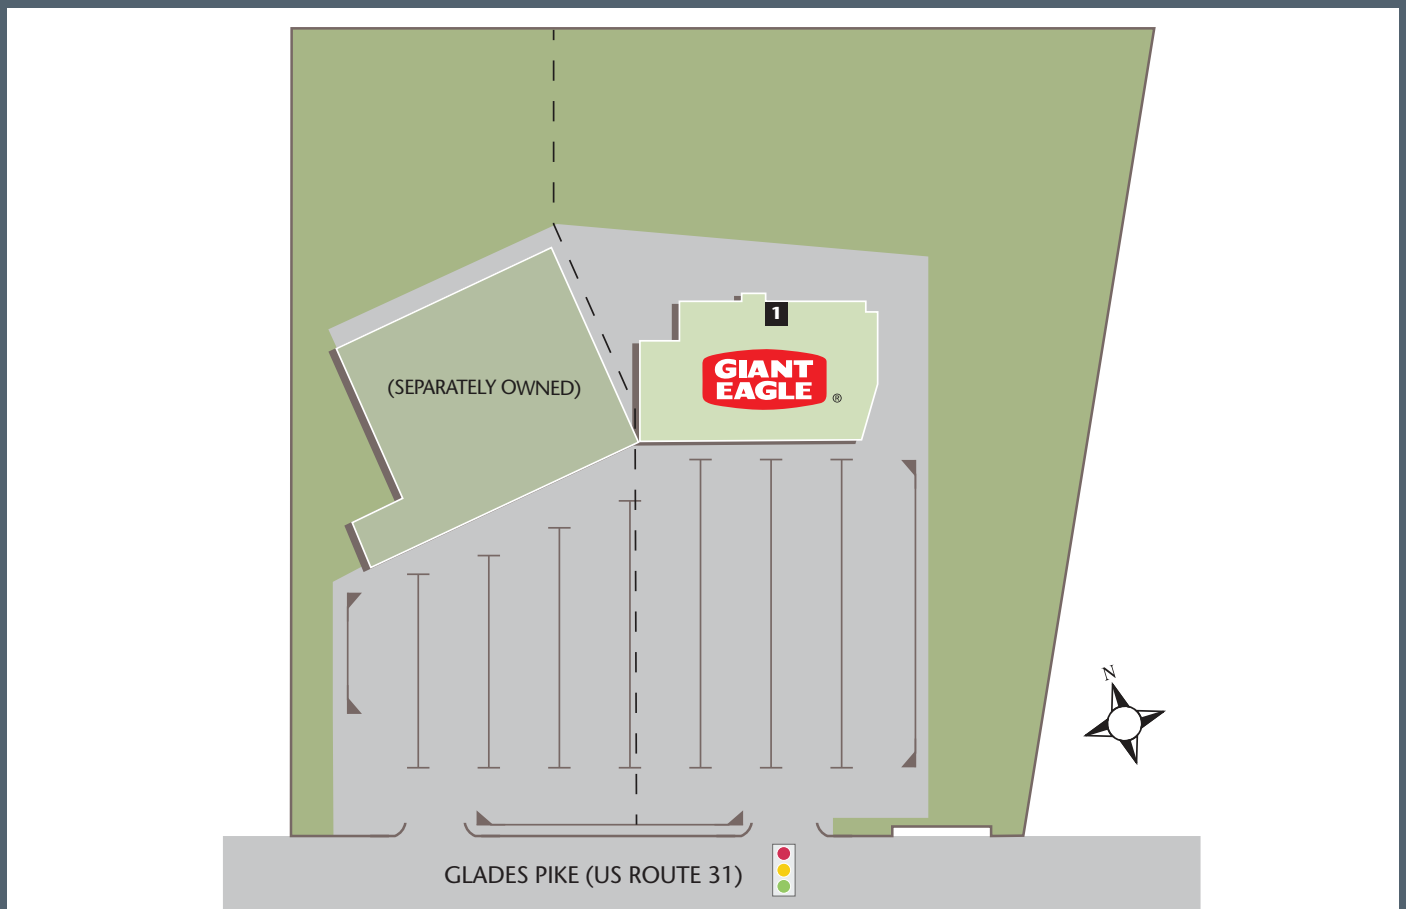 1
GIANT
EAGLE
®
(SEPARATELY OWNED)
N
GLADES PIKE (US ROUTE 31)